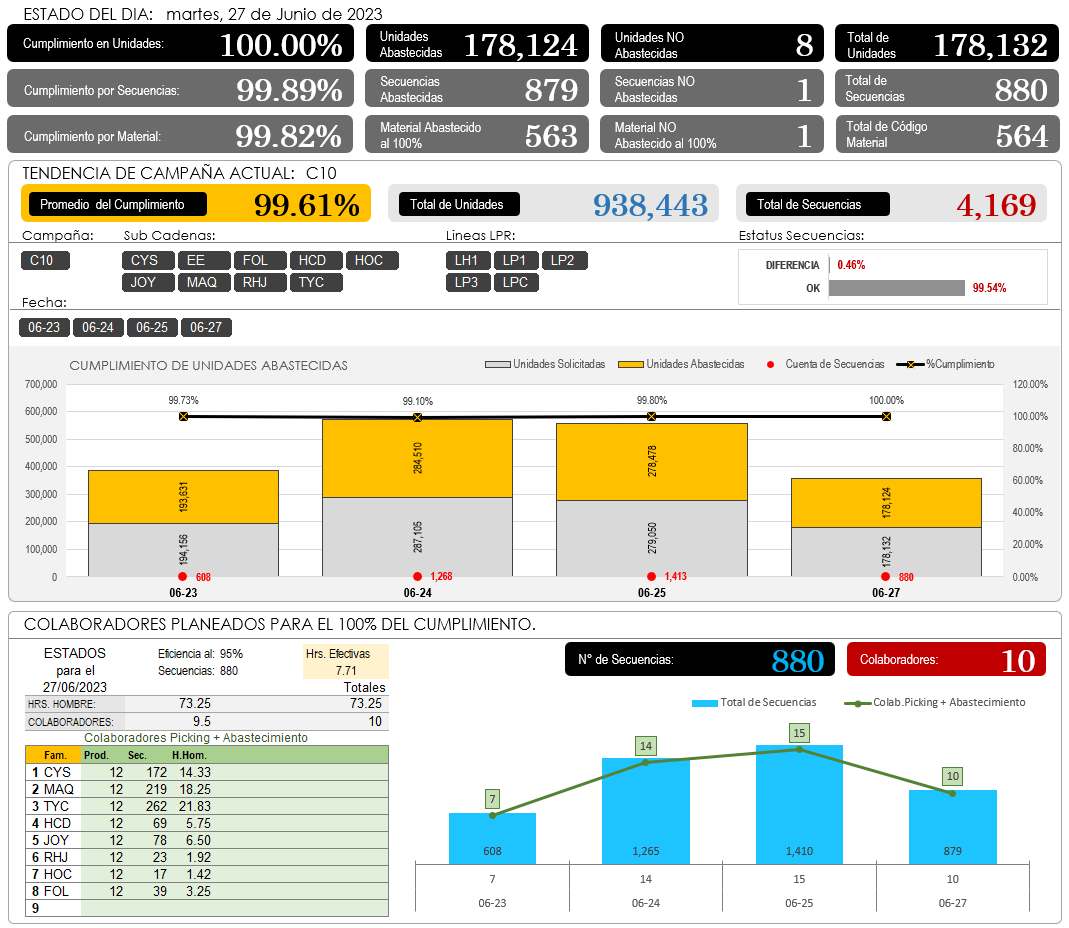 ESTADO DEL DIA: martes, 27 de Junio de 2023
Cumplimiento en Unidades: 100.00%
Unidades Abastecidas 178,124
Unidades NO Abastecidas 8
Total de Unidades 178,132
Cumplimiento por Secuencias: 99.89%
Secuencias Abastecidas 879
Secuencias NO Abastecidas 1
Total de Secuencias 880
Cumplimiento por Material: 99.82%
Material Abastecido al 100% 563
Material NO Abastecido al 100% 1
Total de Código Material 564
TENDENCIA DE CAMPAÑA ACTUAL: C10
Promedio del Cumplimiento 99.61%
Total de Unidades 938,443
Total de Secuencias 4,169
Campaña:
C10
Sub Cadenas:
CYS EE FOL HCD HOC
JOY MAQ RHJ TYC
Lineas LPR:
LH1 LP1 LP2
LP3 LPC
Estatus Secuencias:
DIFERENCIA 0.46%
OK 99.54%
Fecha:
06-23 06-24 06-25 06-27
CUMPLIMIENTO DE UNIDADES ABASTECIDAS
Unidades Solicitadas Unidades Abastecidas Cuenta de Secuencias %Cumplimiento
700,000
600,000
500,000
400,000
300,000
200,000
100,000
0
120.00%
100.00%
80.00%
60.00%
40.00%
20.00%
0.00%
99.73% 99.10% 99.80% 100.00%
193,631 284,510 278,478 178,124
194,156 287,105 279,050 178,132
608 1,268 1,413 880
06-23 06-24 06-25 06-27
COLABORADORES PLANEADOS PARA EL 100% DEL CUMPLIMIENTO.
ESTADOS
para el
27/06/2023
Eficiencia al: 95%
Secuencias: 880
Hrs. Efectivas
7.71
Totales
HRS. HOMBRE: 73.25 73.25
COLABORADORES: 9.5 10
Colaboradores Picking + Abastecimiento
Fam. Prod. Sec. H.Hom.
1 CYS 12 172 14.33
2 MAQ 12 219 18.25
3 TYC 12 262 21.83
4 HCD 12 69 5.75
5 JOY 12 78 6.50
6 RHJ 12 23 1.92
7 HOC 12 17 1.42
8 FOL 12 39 3.25
9
N° de Secuencias: 880
Colaboradores: 10
Total de Secuencias Colab.Picking + Abastecimiento
7 14 15 10
608 1,265 1,410 879
7 14 15 10
06-23 06-24 06-25 06-27